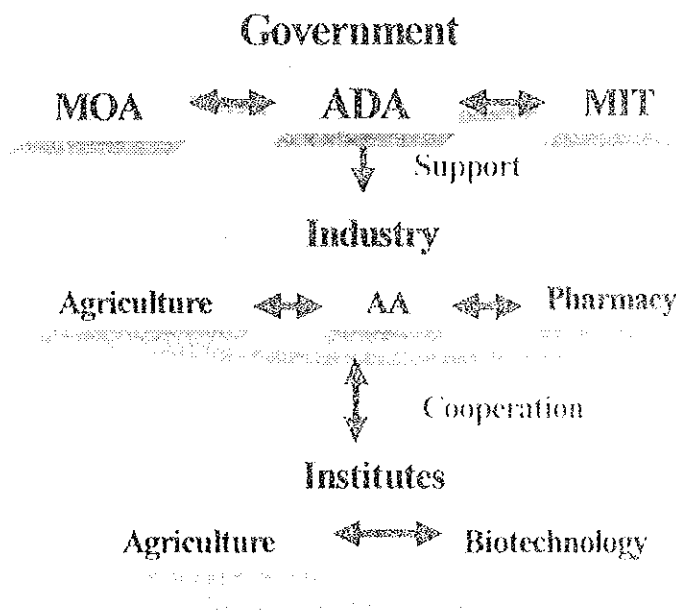 Government
MOA ADA MIT
Support
Industry
Agriculture AA Pharmacy
Cooperation
Institutes
Agriculture Biotechnology